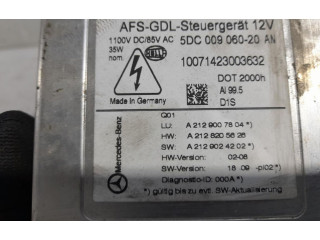 AFS-GDL-Steuergerät 12V
1100V DC/85V AC 5DC 009 060-20 AN
35W
nom
HELLA
10071423003632
DOT 2000h
Al 99.5
Made in Germany D1S
Q01
LU: A 212 900 78 04*)
HW: A 212 820 56 26
SW: A 212 902 42 02*)
HW-Version: 02-08
SW-Version: 18 09 -pl02*)
Diagnostic-ID: 000A*)
*) gültig bis zu evtl. SW-Aktualisierung
Mercedes-Benz